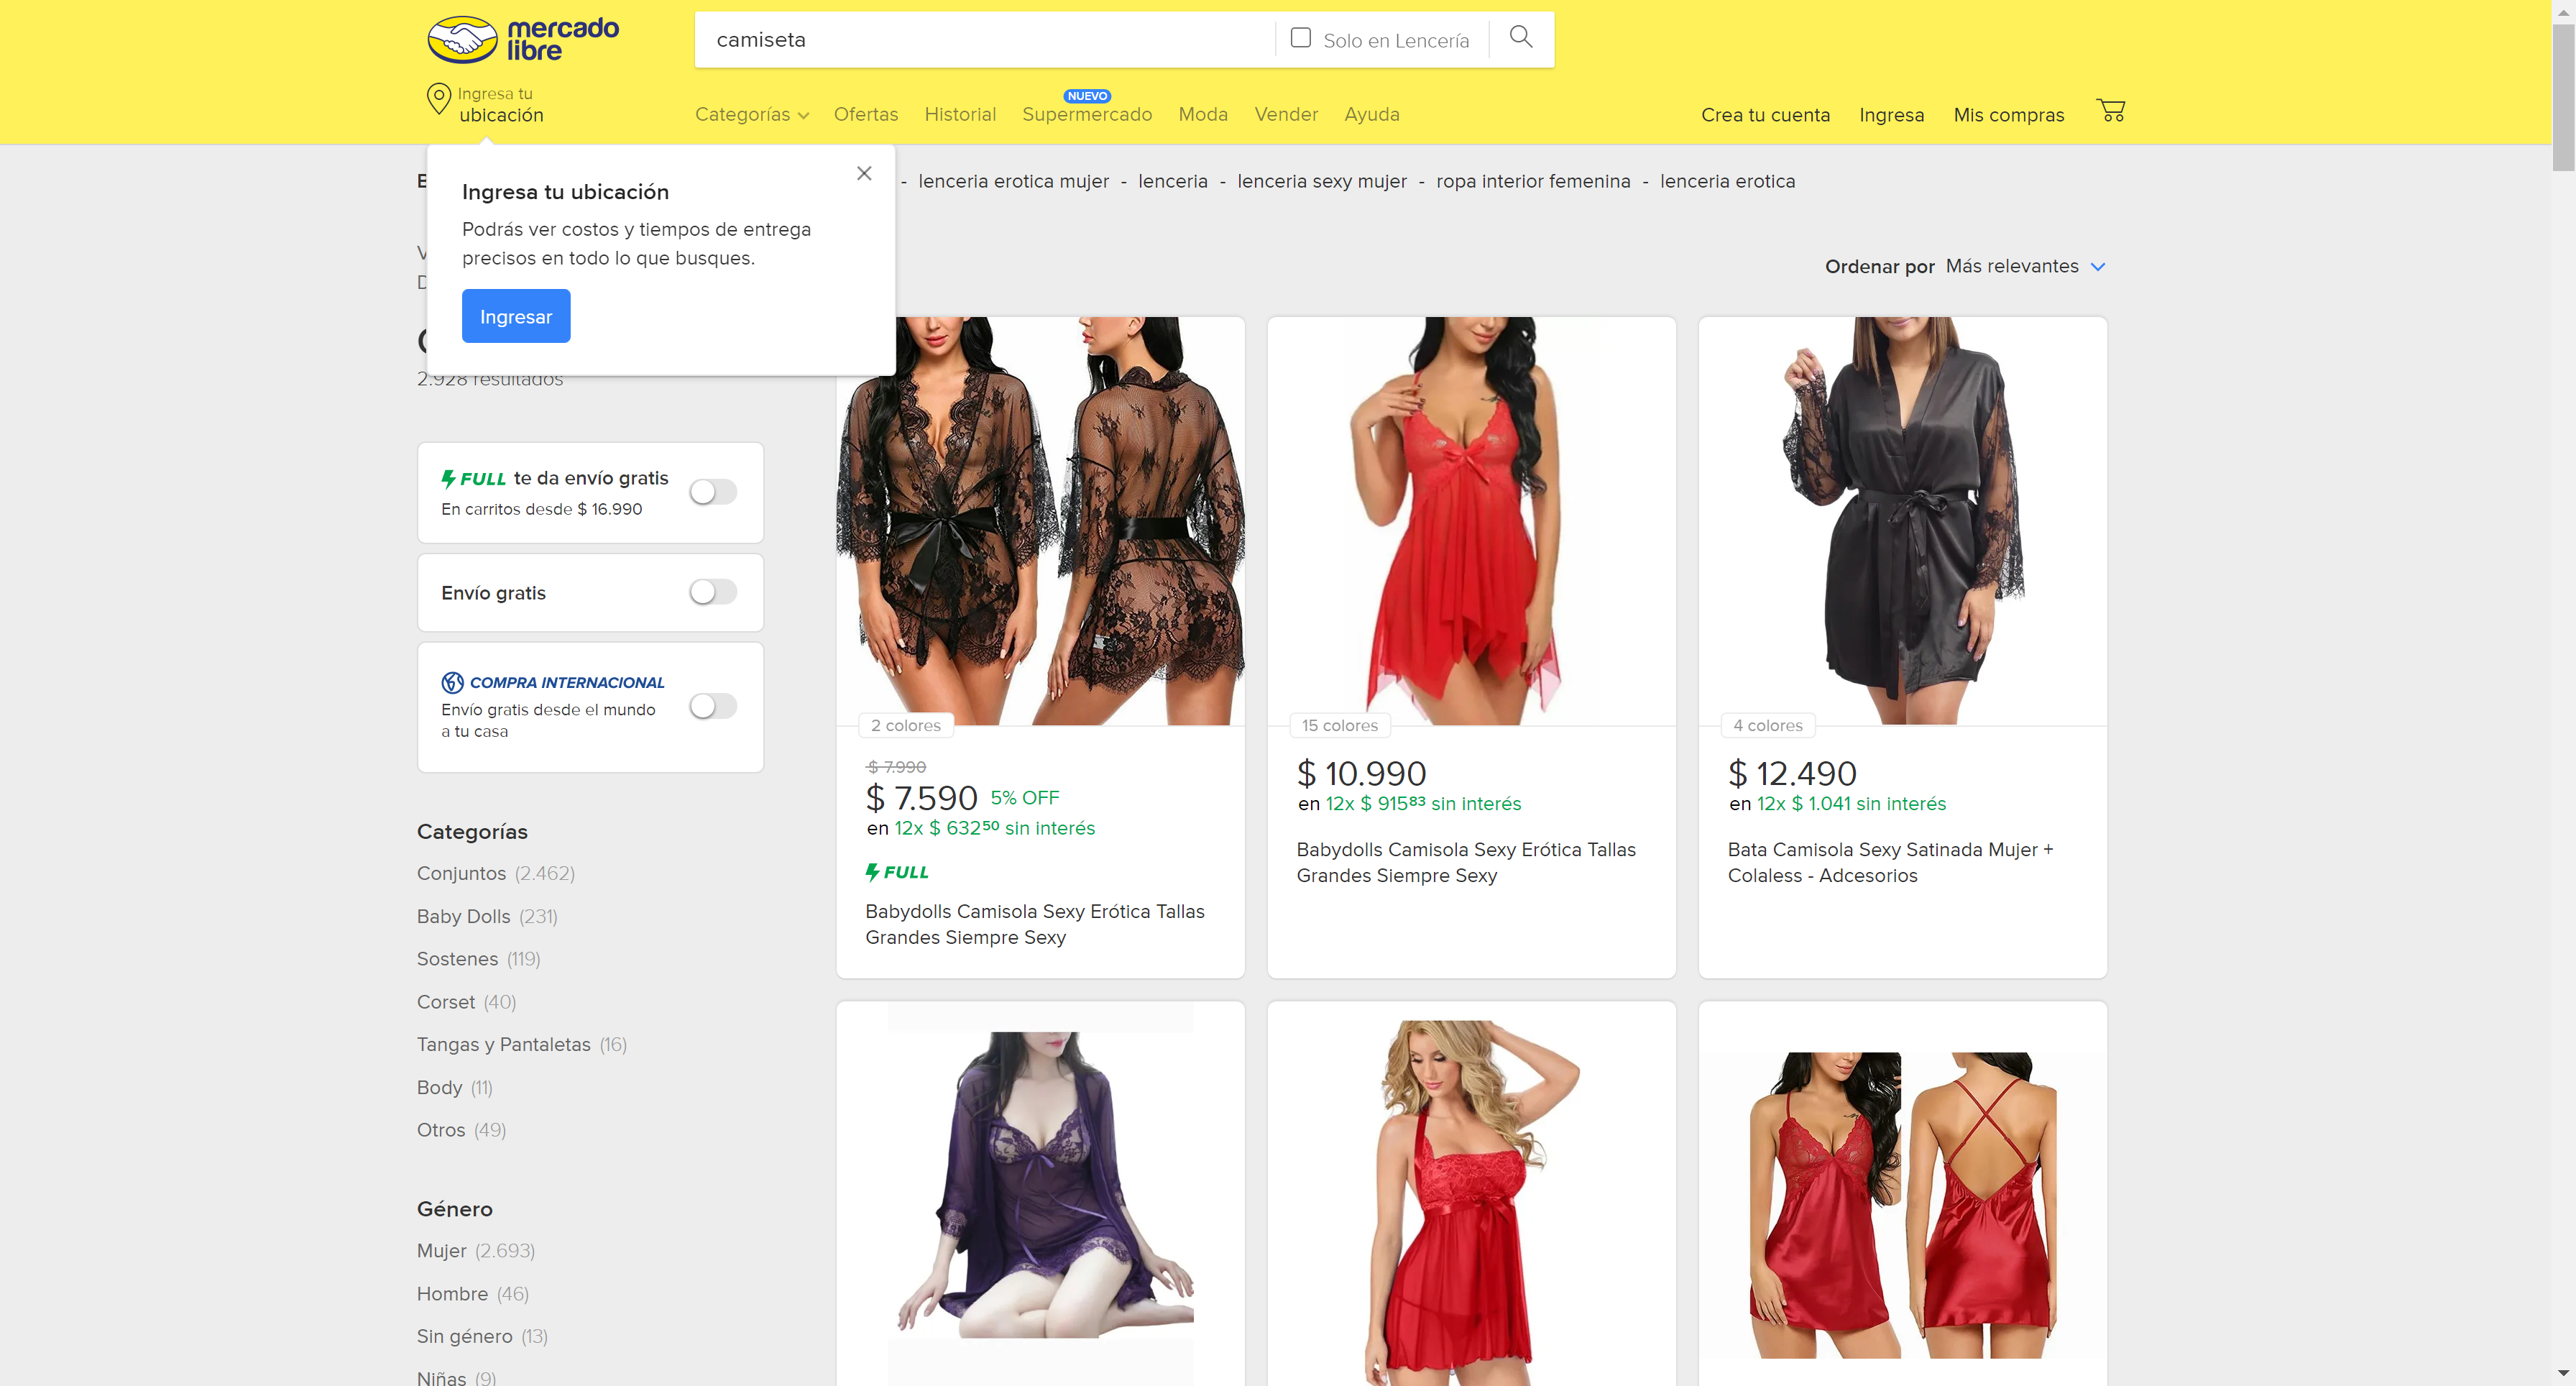 mercado
libre
camiseta
Solo en Lencería
Ingresa tu
ubicación
Categorías
Ofertas
Historial
NUEVO
Supermercado
Moda
Vender
Ayuda
Crea tu cuenta
Ingresa
Mis compras
- lenceria erotica mujer - lenceria - lenceria sexy mujer - ropa interior femenina - lenceria erotica
Ingresa tu ubicación
Podrás ver costos y tiempos de entrega
precisos en todo lo que busques.
Ingresar
Ordenar por Más relevantes
2.928 resultados
FULL te da envío gratis
En carritos desde $ 16.990
Envío gratis
COMPRA INTERNACIONAL
Envío gratis desde el mundo
a tu casa
Categorías
Conjuntos (2.462)
Baby Dolls (231)
Sostenes (119)
Corset (40)
Tangas y Pantaletas (16)
Body (11)
Otros (49)
Género
Mujer (2.693)
Hombre (46)
Sin género (13)
Niñas (9)
2 colores
$ 7.990
$ 7.590 5% OFF
en 12x $ 632⁵⁰ sin interés
FULL
Babydolls Camisola Sexy Erótica Tallas
Grandes Siempre Sexy
15 colores
$ 10.990
en 12x $ 915⁸³ sin interés
Babydolls Camisola Sexy Erótica Tallas
Grandes Siempre Sexy
4 colores
$ 12.490
en 12x $ 1.041 sin interés
Bata Camisola Sexy Satinada Mujer +
Colaless - Adcesorios